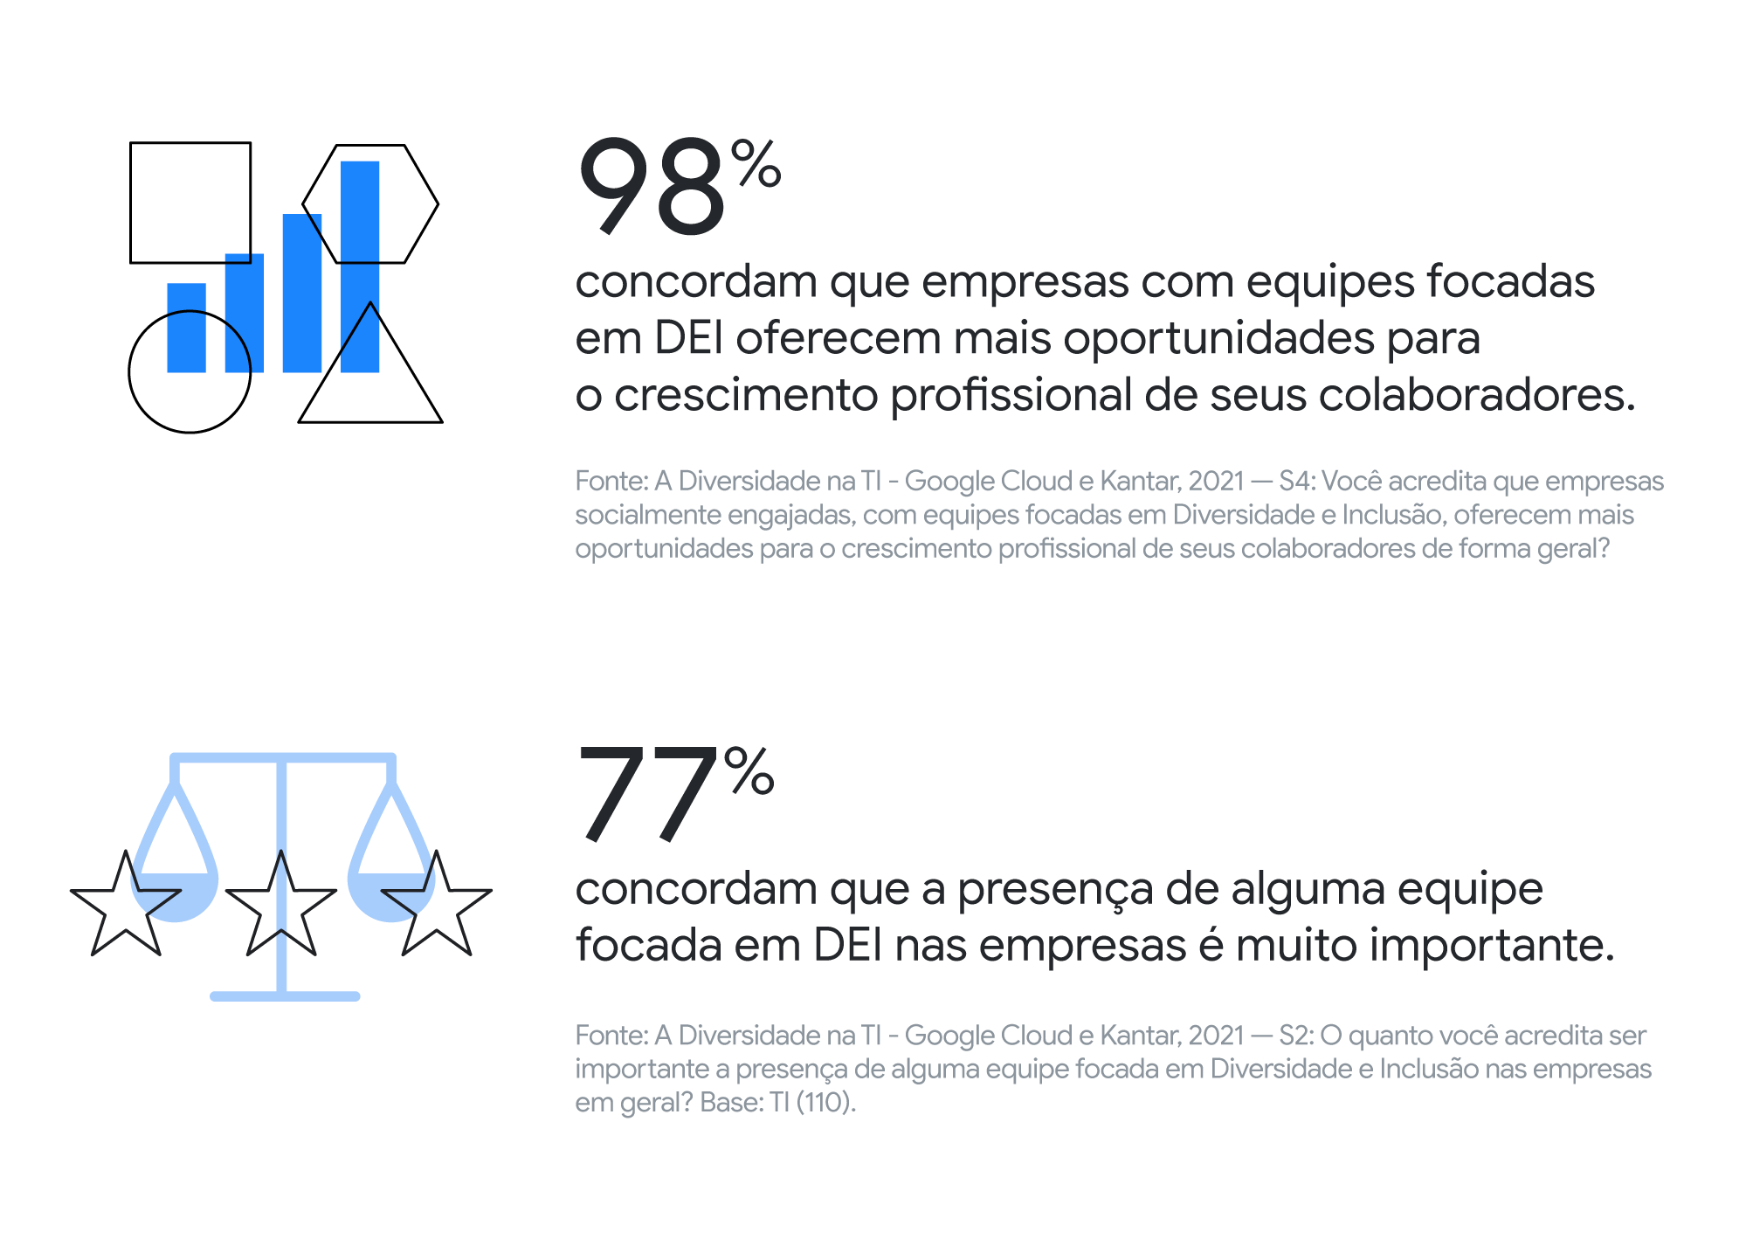 98%
concordam que empresas com equipes focadas
em DEI oferecem mais oportunidades para
o crescimento profissional de seus colaboradores.
Fonte: A Diversidade na TI - Google Cloud e Kantar, 2021 — S4: Você acredita que empresas
socialmente engajadas, com equipes focadas em Diversidade e Inclusão, oferecem mais
oportunidades para o crescimento profissional de seus colaboradores de forma geral?
77%
concordam que a presença de alguma equipe
focada em DEI nas empresas é muito importante.
Fonte: A Diversidade na TI - Google Cloud e Kantar, 2021 — S2: O quanto você acredita ser
importante a presença de alguma equipe focada em Diversidade e Inclusão nas empresas
em geral? Base: TI (110).